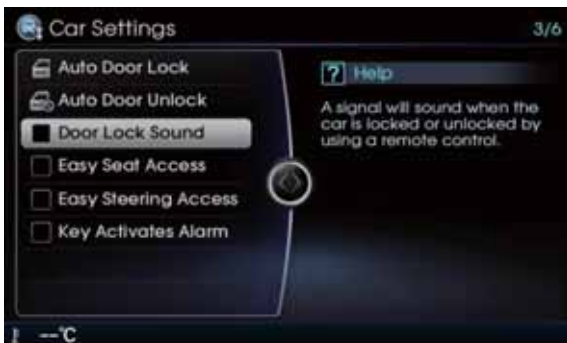 Car Settings
3/6
Auto Door Lock
Auto Door Unlock
Door Lock Sound
Easy Seat Access
Easy Steering Access
Key Activates Alarm
? Help
A signal will sound when the
car is locked or unlocked by
using a remote control.
--°C